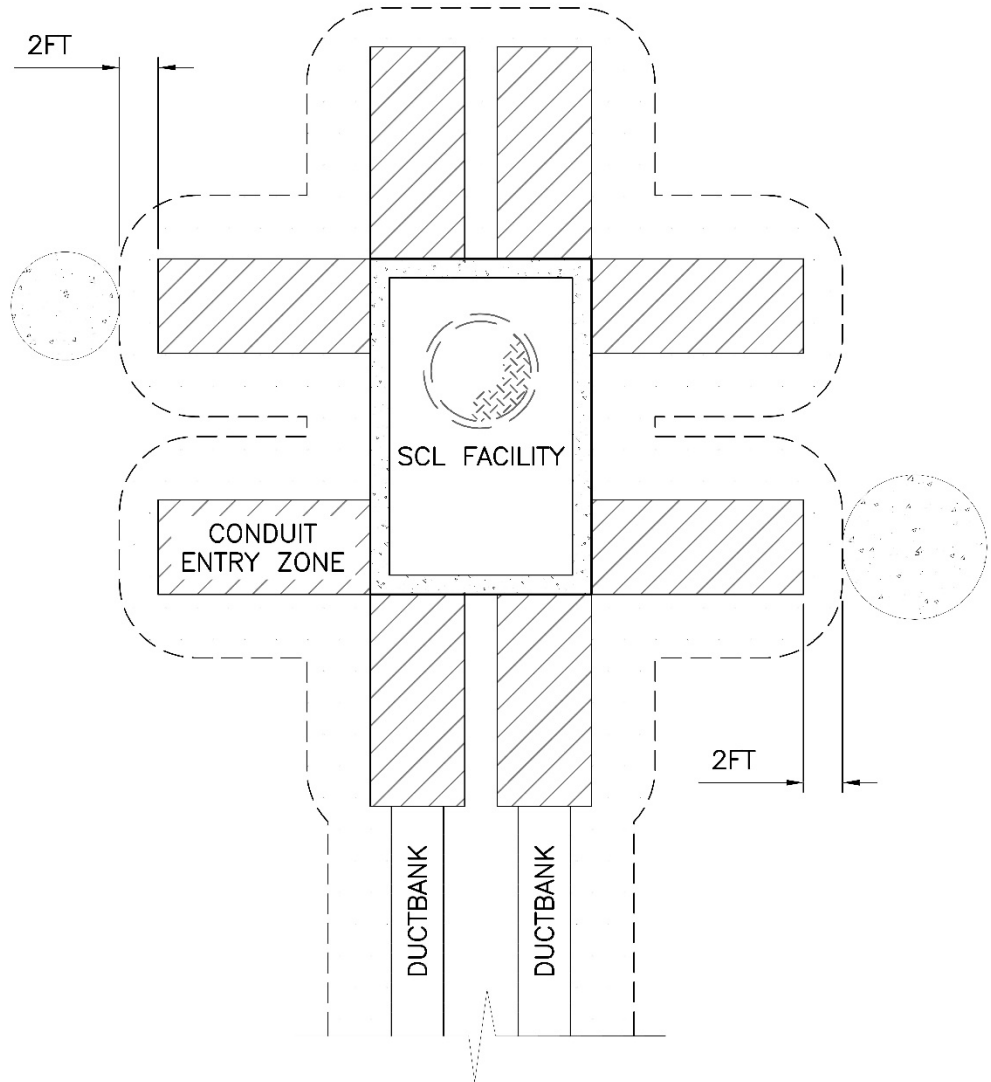 2FT
SCL FACILITY
CONDUIT
ENTRY ZONE
2FT
DUCTBANK
DUCTBANK